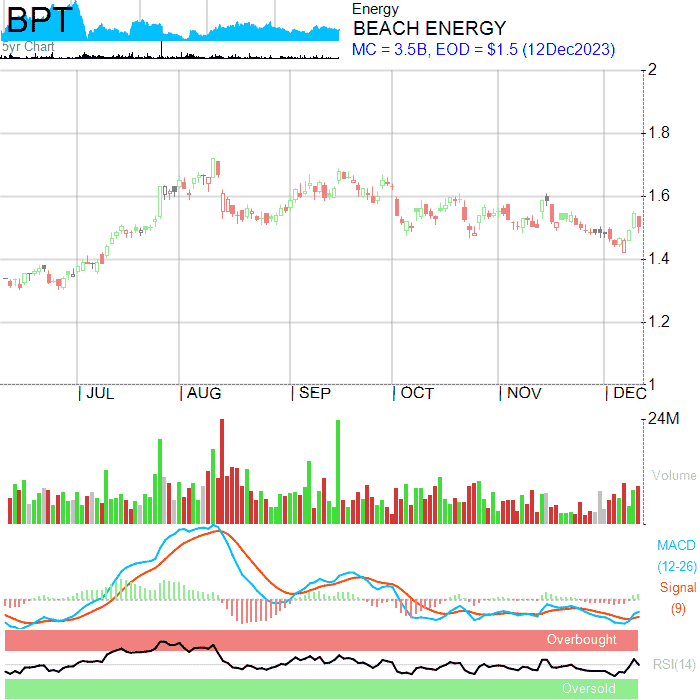 BPT
5yr Chart
Energy
BEACH ENERGY
MC = 3.5B, EOD = $1.5 (12Dec2023)
2
1.8
1.6
1.4
1.2
1
| JUL | AUG | SEP | OCT | NOV | DEC
24M
Volume
MACD
(12-26)
Signal
(9)
Overbought
RSI(14)
Oversold